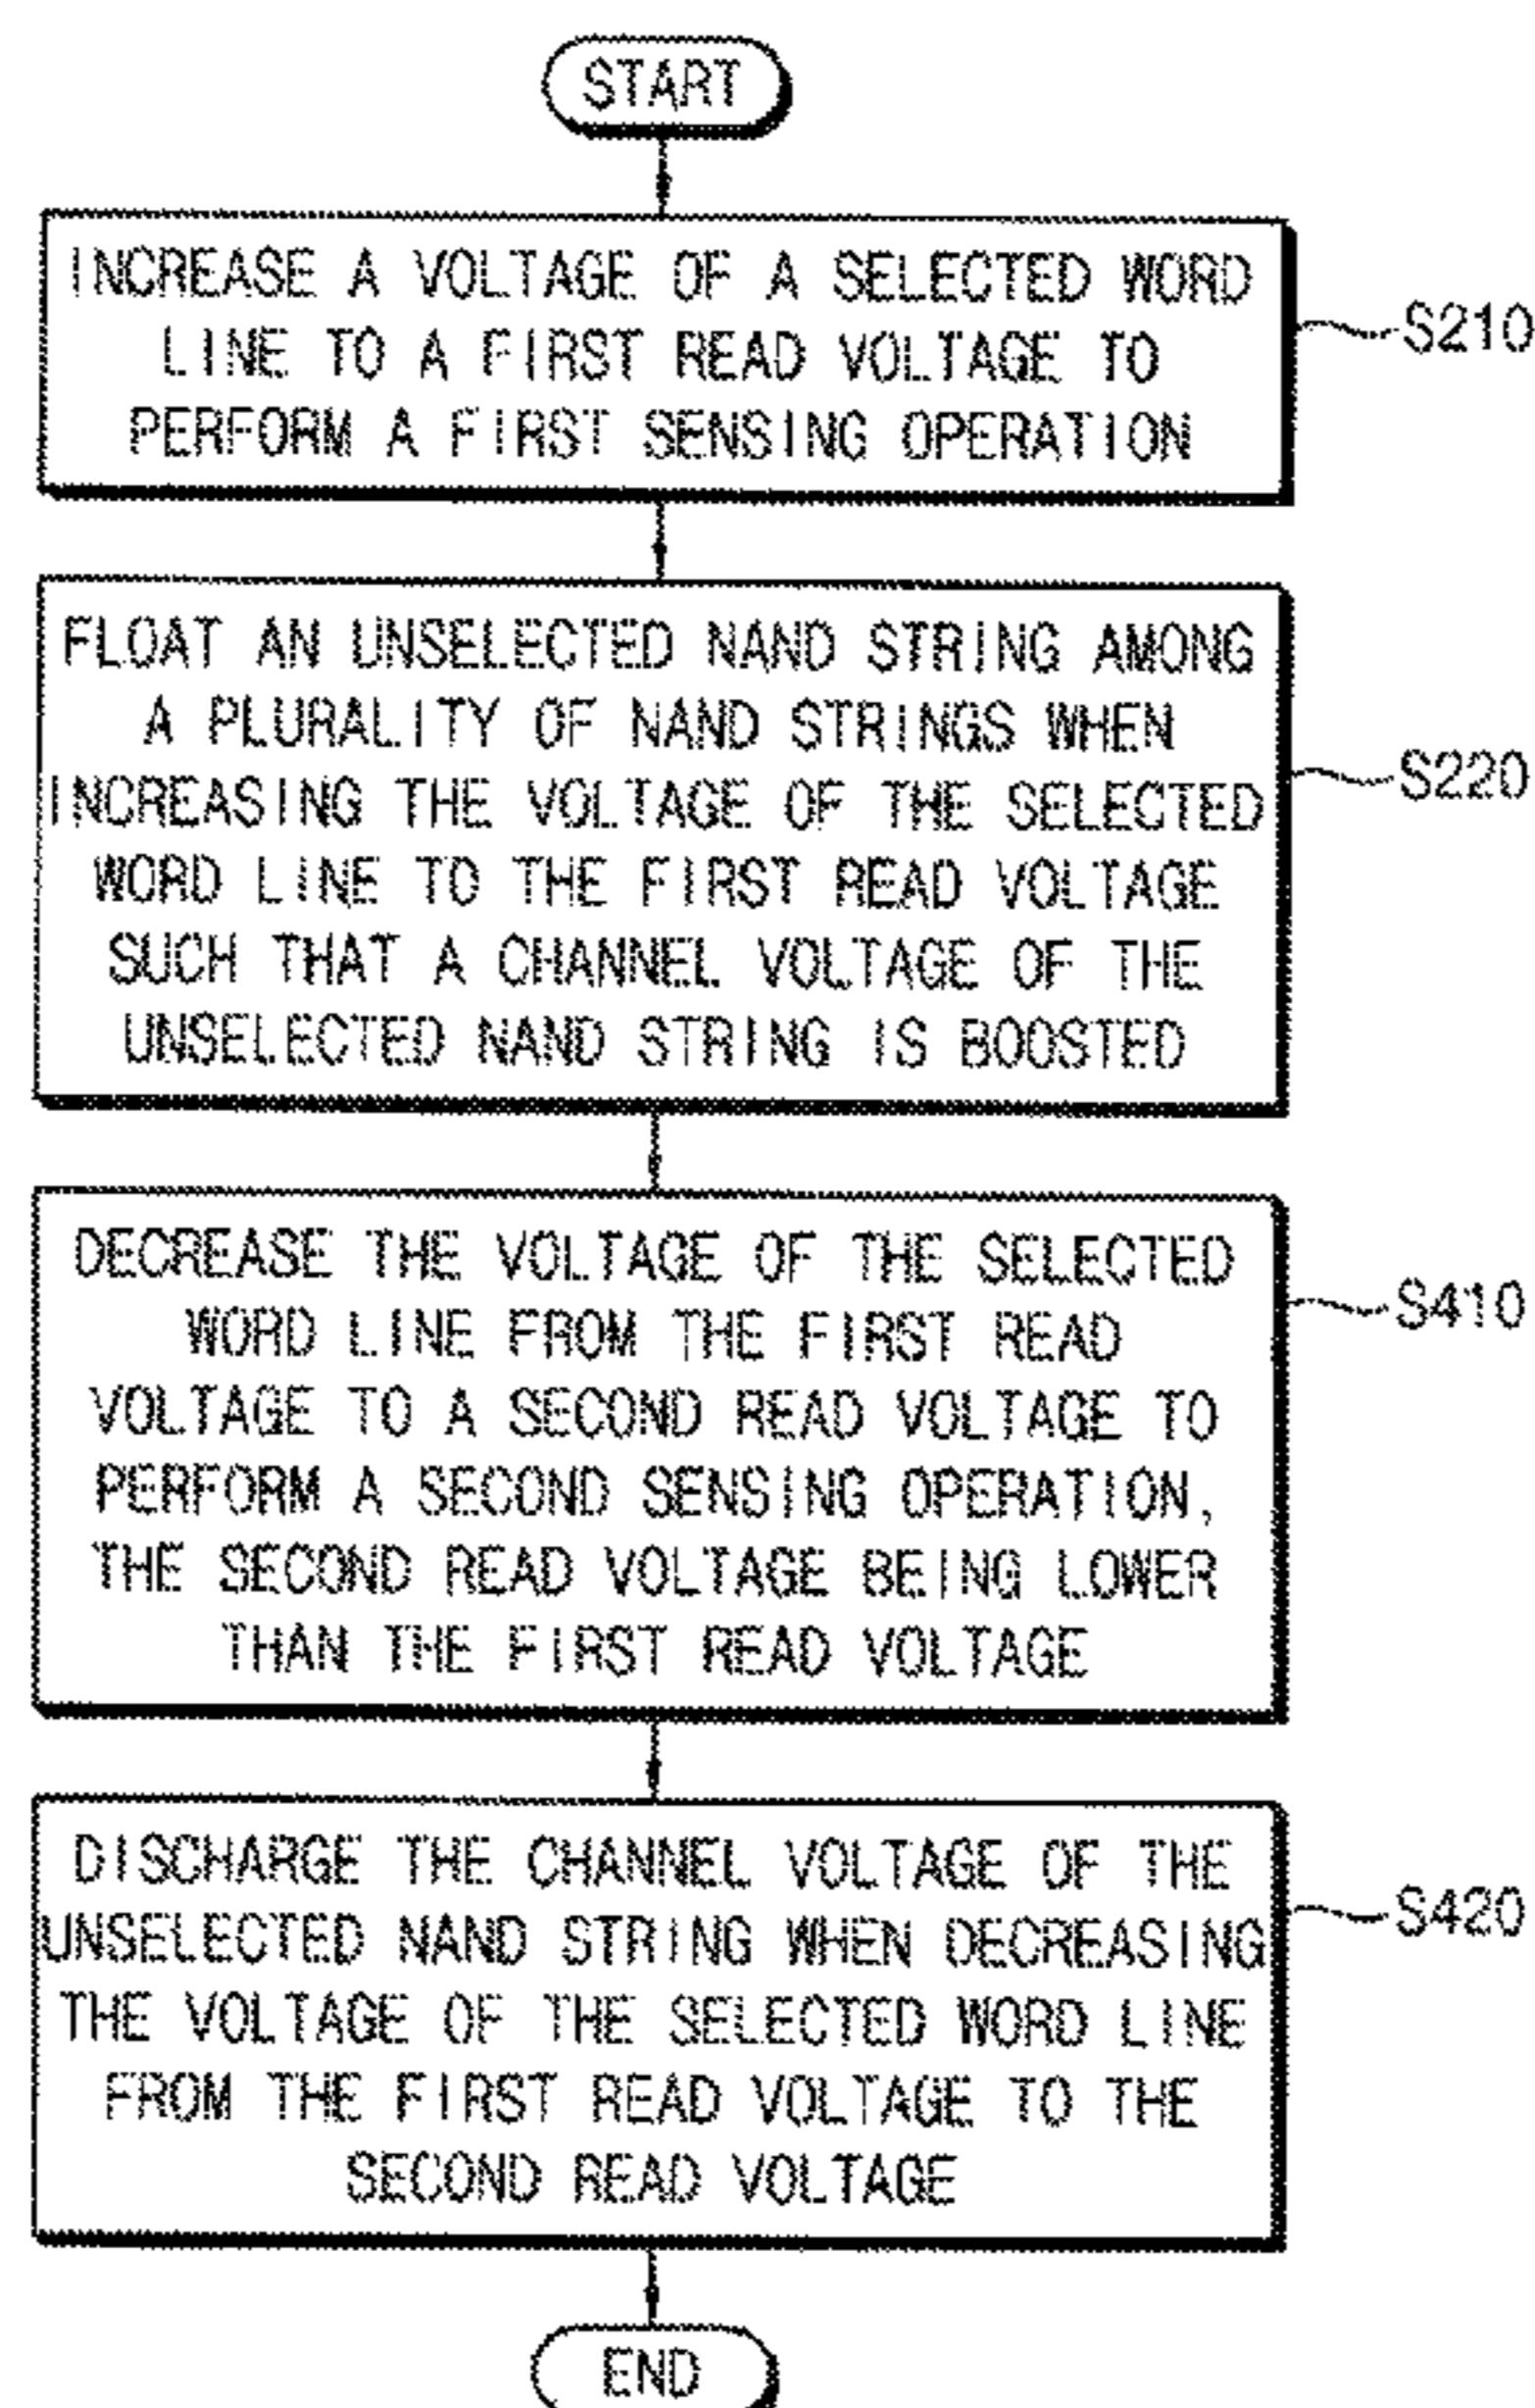 START
INCREASE A VOLTAGE OF A SELECTED WORD
LINE TO A FIRST READ VOLTAGE TO
PERFORM A FIRST SENSING OPERATION
S210
FLOAT AN UNSELECTED NAND STRING AMONG
A PLURALITY OF NAND STRINGS WHEN
INCREASING THE VOLTAGE OF THE SELECTED
WORD LINE TO THE FIRST READ VOLTAGE
SUCH THAT A CHANNEL VOLTAGE OF THE
UNSELECTED NAND STRING IS BOOSTED
S220
DECREASE THE VOLTAGE OF THE SELECTED
WORD LINE FROM THE FIRST READ
VOLTAGE TO A SECOND READ VOLTAGE TO
PERFORM A SECOND SENSING OPERATION,
THE SECOND READ VOLTAGE BEING LOWER
THAN THE FIRST READ VOLTAGE
S410
DISCHARGE THE CHANNEL VOLTAGE OF THE
UNSELECTED NAND STRING WHEN DECREASING
THE VOLTAGE OF THE SELECTED WORD LINE
FROM THE FIRST READ VOLTAGE TO THE
SECOND READ VOLTAGE
S420
END